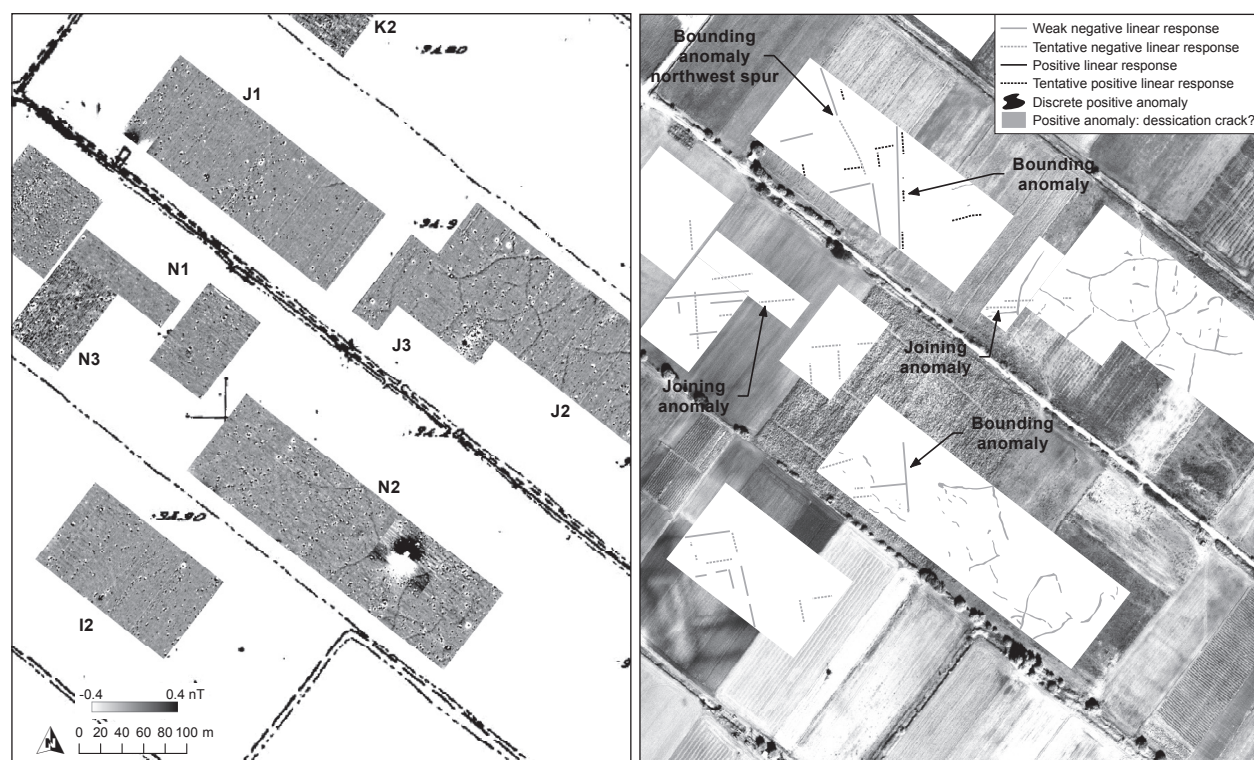 K2
J1
N1
J3
N3
J2
N2
I2
-0.4 0.4 nT
N
0 20 40 60 80 100 m
Bounding
anomaly
northwest spur
Weak negative linear response
Tentative negative linear response
Positive linear response
Tentative positive linear response
Discrete positive anomaly
Positive anomaly: dessication crack?
Bounding
anomaly
Joining
anomaly
Joining
anomaly
Bounding
anomaly